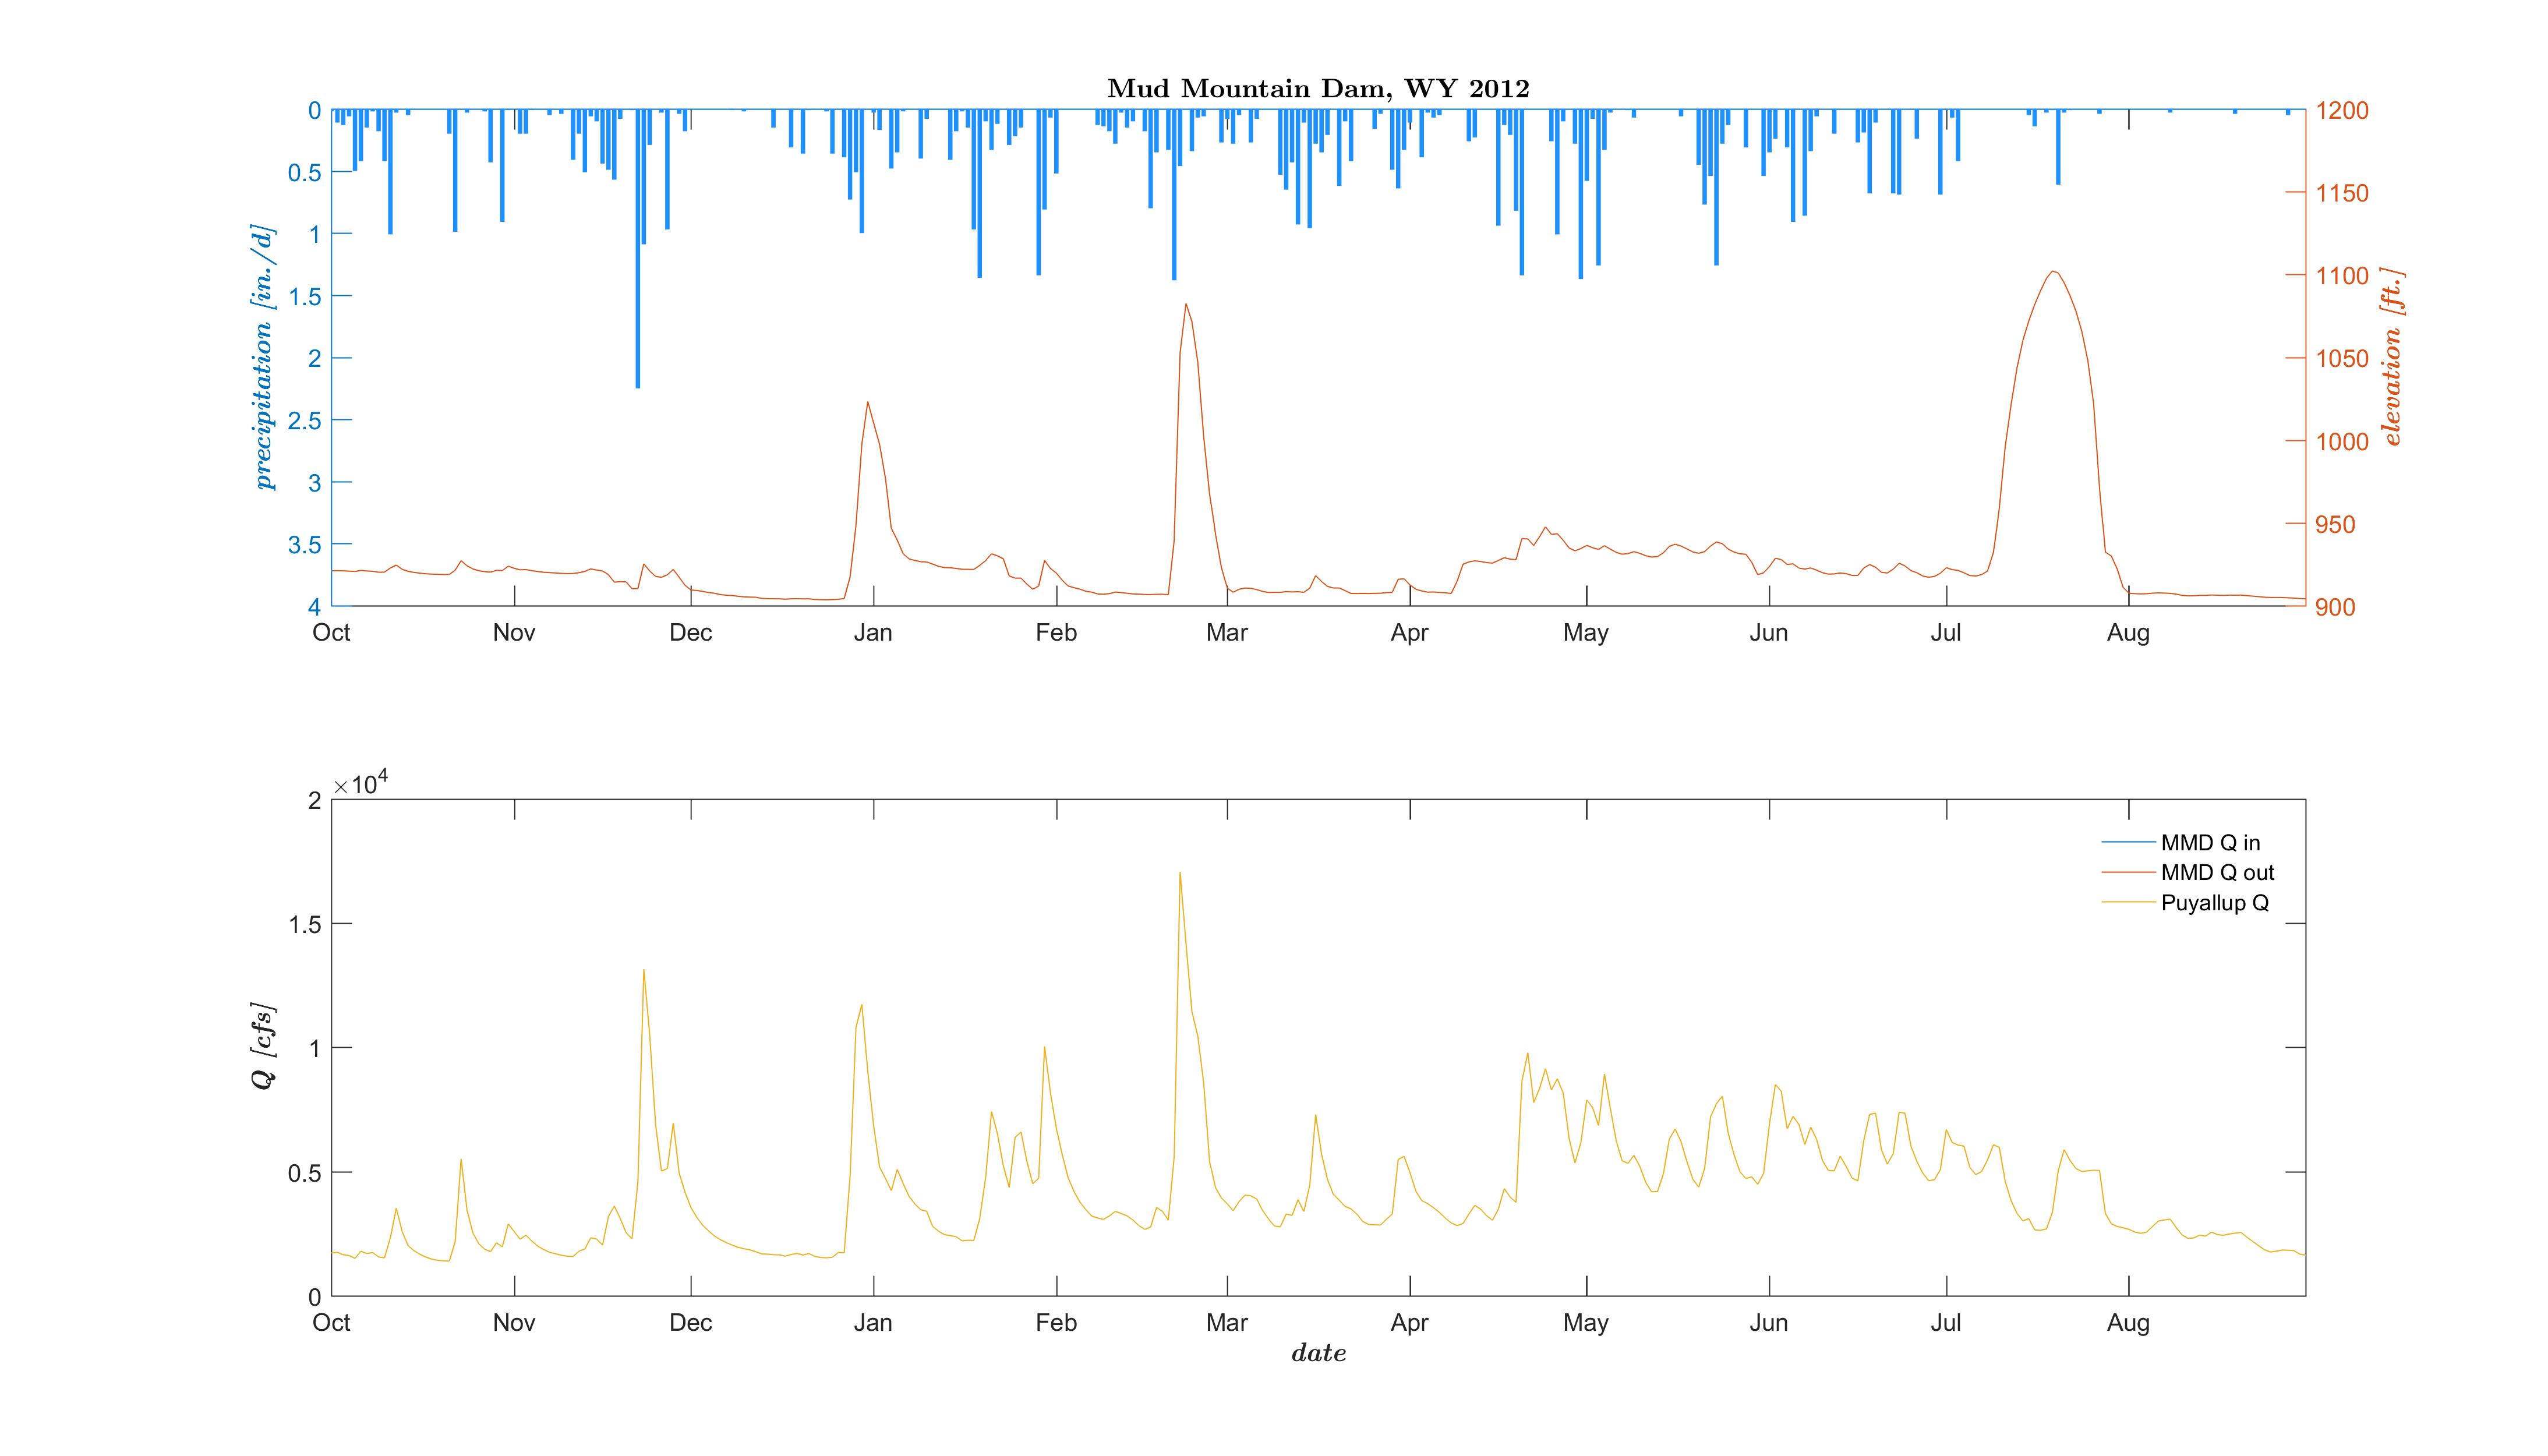 Mud Mountain Dam, WY 2012
0
0.5
1
1.5
2
2.5
3
3.5
4
precipitation [in./d]
1200
1150
1100
1050
1000
950
900
elevation [ft.]
Oct Nov Dec Jan Feb Mar Apr May Jun Jul Aug
×10⁴
2
1.5
1
0.5
0
Q [cfs]
MMD Q in
MMD Q out
Puyallup Q
Oct Nov Dec Jan Feb Mar Apr May Jun Jul Aug
date